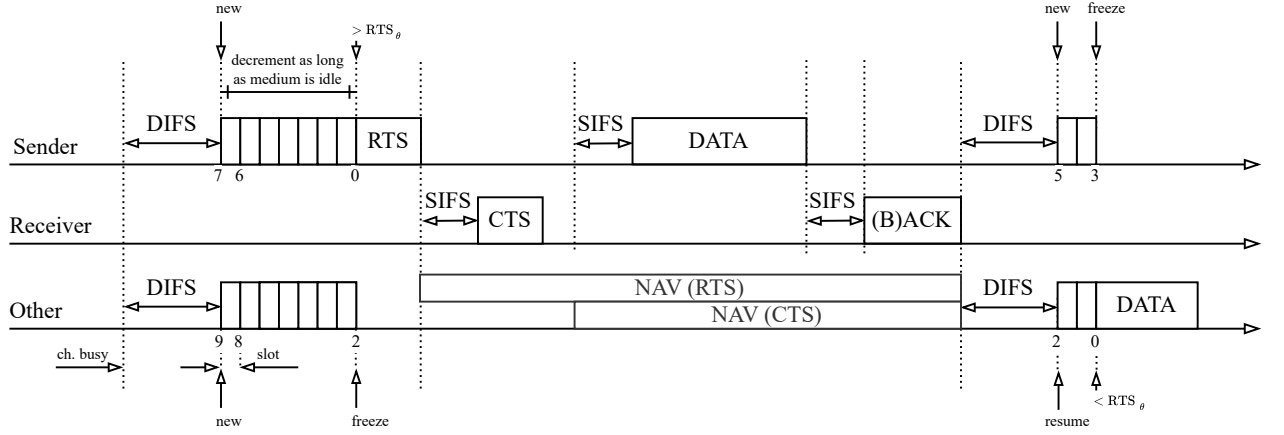 new
new
freeze
> RTS_θ
decrement as long
as medium is idle
Sender
DIFS
RTS
SIFS
DATA
DIFS
7
6
0
5
3
Receiver
SIFS
CTS
SIFS
(B)ACK
Other
DIFS
NAV (RTS)
NAV (CTS)
DIFS
DATA
9
8
2
2
0
ch. busy
slot
new
freeze
resume
< RTS_θ